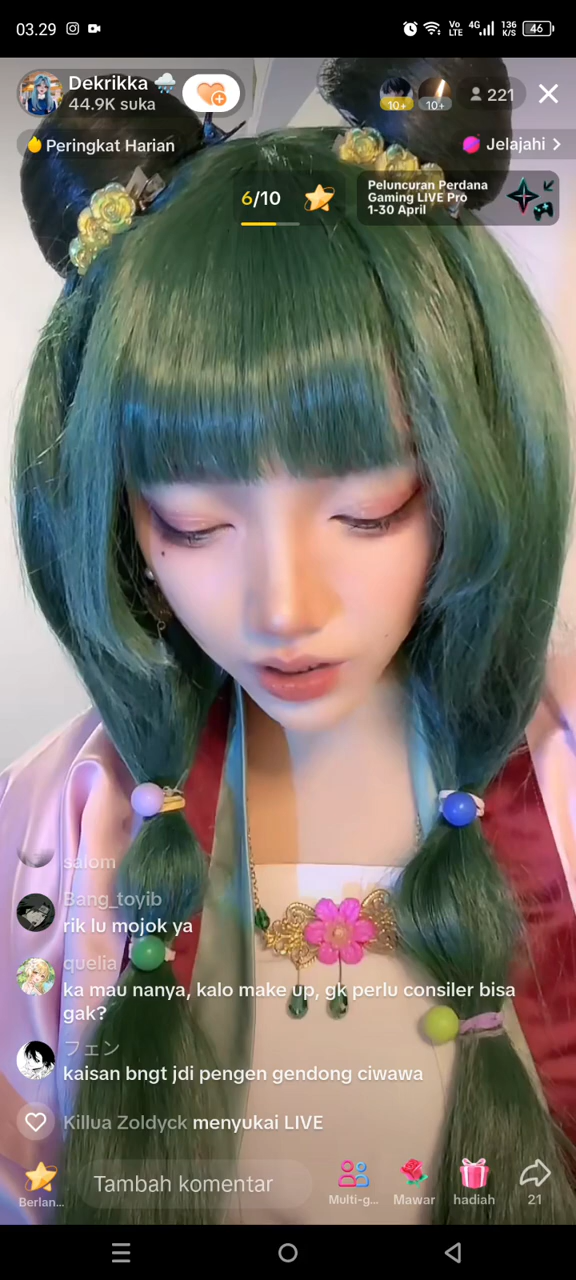 03.29
Vo
LTE
4G
136
K/S
46
Dekrikka 🌧️
44.9K suka
10+
10+
221
Peringkat Harian
Jelajahi
6/10
Peluncuran Perdana
Gaming LIVE Pro
1-30 April
salom
Bang_toyib
rik lu mojok ya
quelia
ka mau nanya, kalo make up, gk perlu consiler bisa
gak?
フェン
kaisan bngt jdi pengen gendong ciwawa
Killua Zoldyck menyukai LIVE
Tambah komentar
Berlan...
Multi-g...
Mawar
hadiah
21